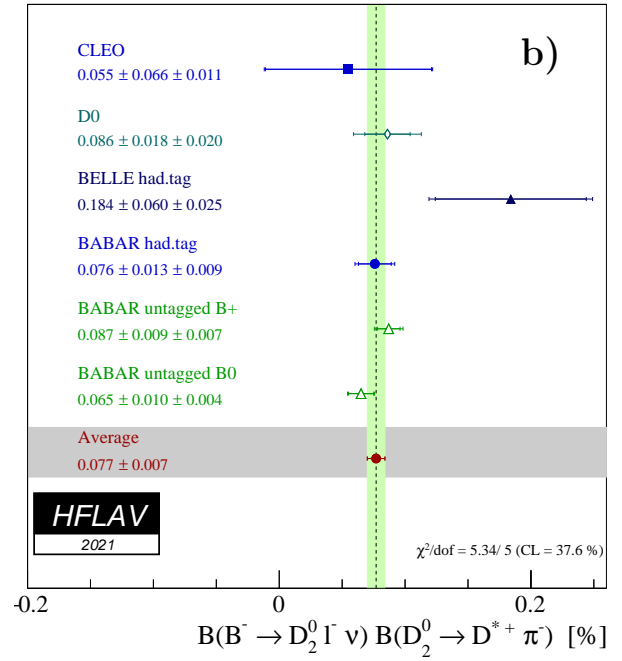 b)
CLEO
0.055 ± 0.066 ± 0.011
D0
0.086 ± 0.018 ± 0.020
BELLE had.tag
0.184 ± 0.060 ± 0.025
BABAR had.tag
0.076 ± 0.013 ± 0.009
BABAR untagged B+
0.087 ± 0.009 ± 0.007
BABAR untagged B0
0.065 ± 0.010 ± 0.004
Average
0.077 ± 0.007
HFLAV
2021
χ²/dof = 5.34/ 5 (CL = 37.6 %)
-0.2 0 0.2
B(B⁻ → D₂⁰ l⁻ ν) B(D₂⁰ → D*⁺ π⁻) [%]